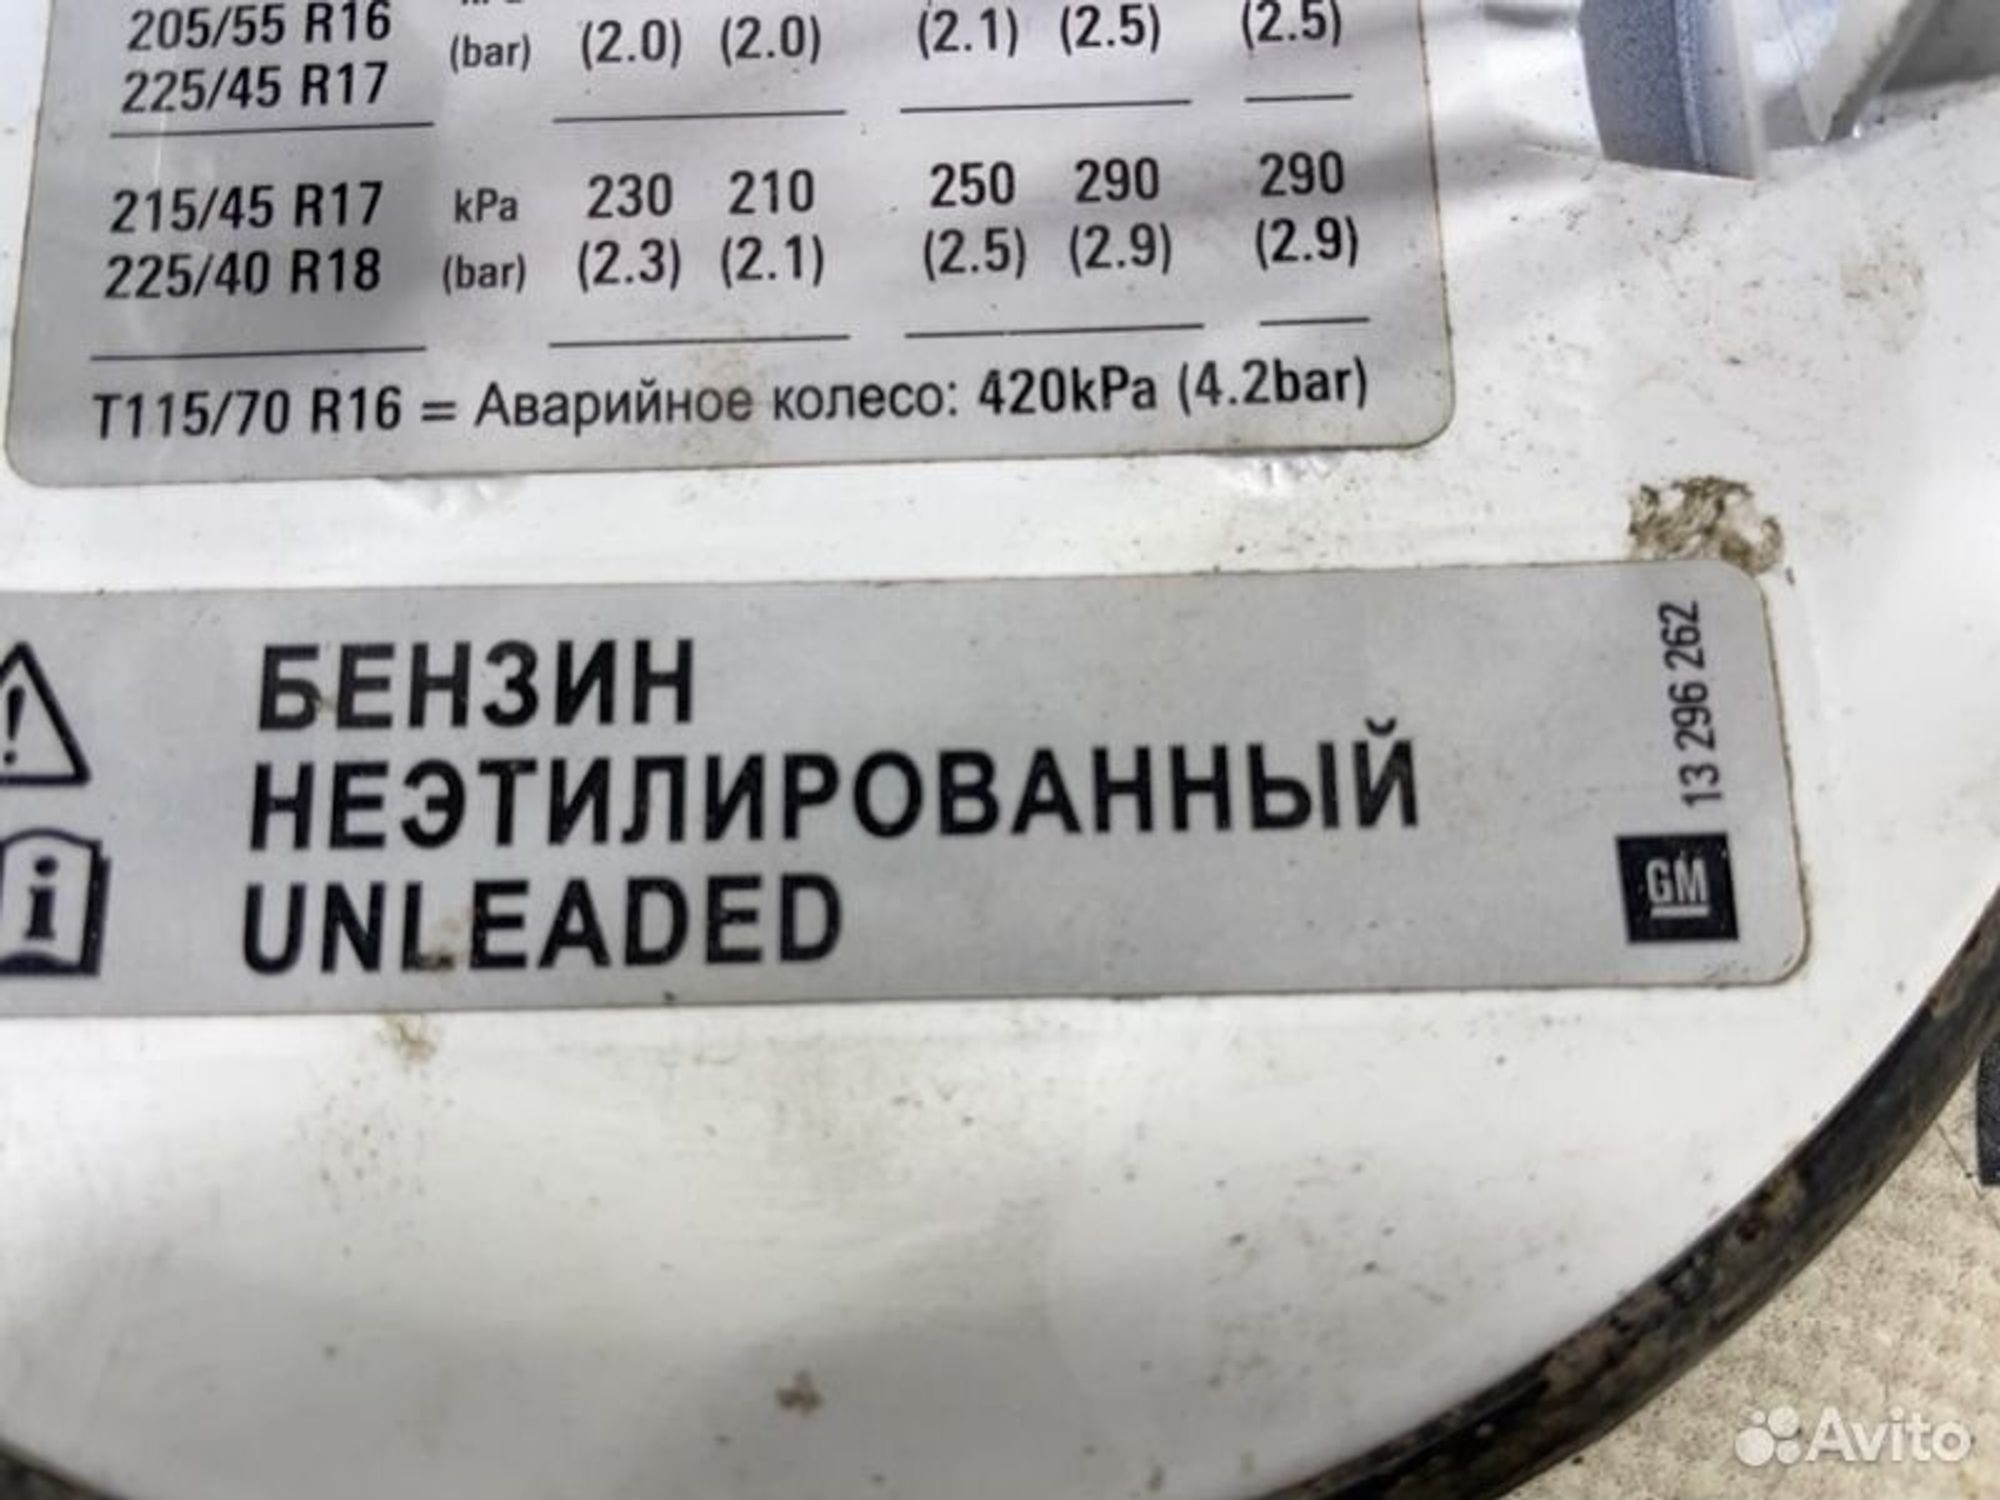 205/55 R16 (bar) (2.0) (2.0) (2.1) (2.5) (2.5)
225/45 R17
215/45 R17 kPa 230 210 250 290 290
225/40 R18 (bar) (2.3) (2.1) (2.5) (2.9) (2.9)
T115/70 R16 = Аварийное колесо: 420kPa (4.2bar)
БЕНЗИН
НЕЭТИЛИРОВАННЫЙ
UNLEADED
13 296 262
GM
Avito